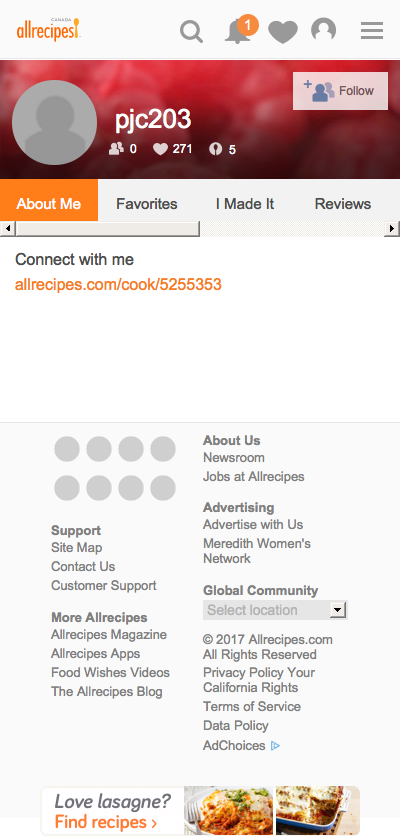 CANADA
allrecipes
1
Follow
pjc203
0 271 5
About Me Favorites I Made It Reviews
Connect with me
allrecipes.com/cook/5255353
Support
Site Map
Contact Us
Customer Support
More Allrecipes
Allrecipes Magazine
Allrecipes Apps
Food Wishes Videos
The Allrecipes Blog
About Us
Newsroom
Jobs at Allrecipes
Advertising
Advertise with Us
Meredith Women's
Network
Global Community
Select location
© 2017 Allrecipes.com
All Rights Reserved
Privacy Policy Your
California Rights
Terms of Service
Data Policy
AdChoices
Love lasagne?
Find recipes ›